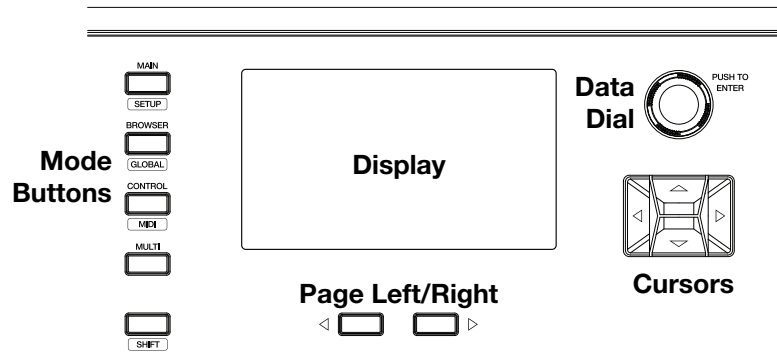 MAIN
SETUP
BROWSER
GLOBAL
CONTROL
MIDI
MULTI
SHIFT
Mode
Buttons
Display
Page Left/Right
Data
Dial
PUSH TO
ENTER
Cursors